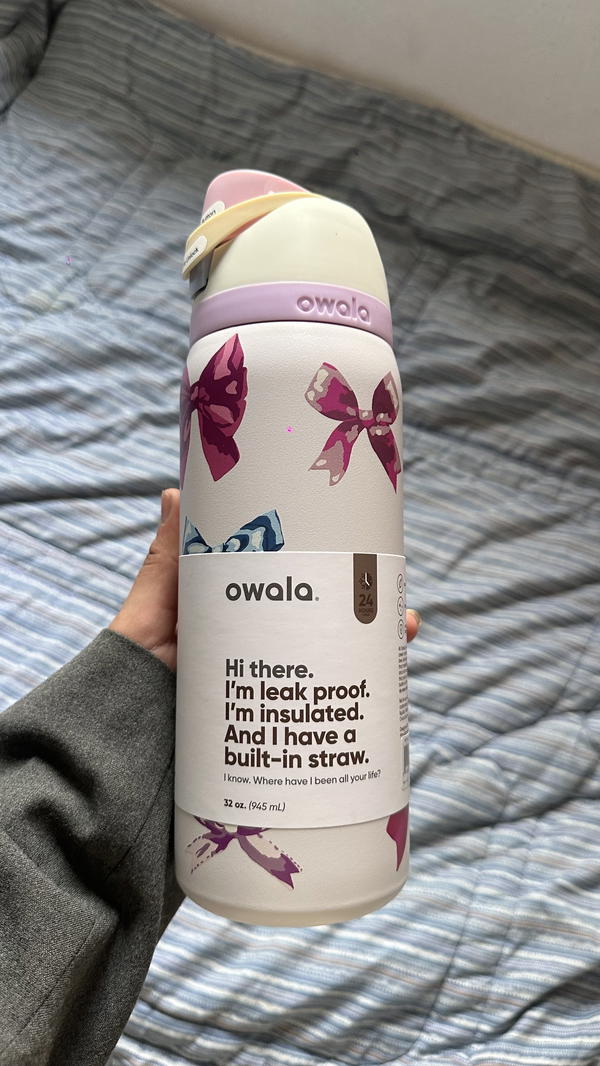 owala
owala
24
Hi there.
I'm leak proof.
I'm insulated.
And I have a
built-in straw.
I know. Where have I been all your life?
32 oz. (945 mL)